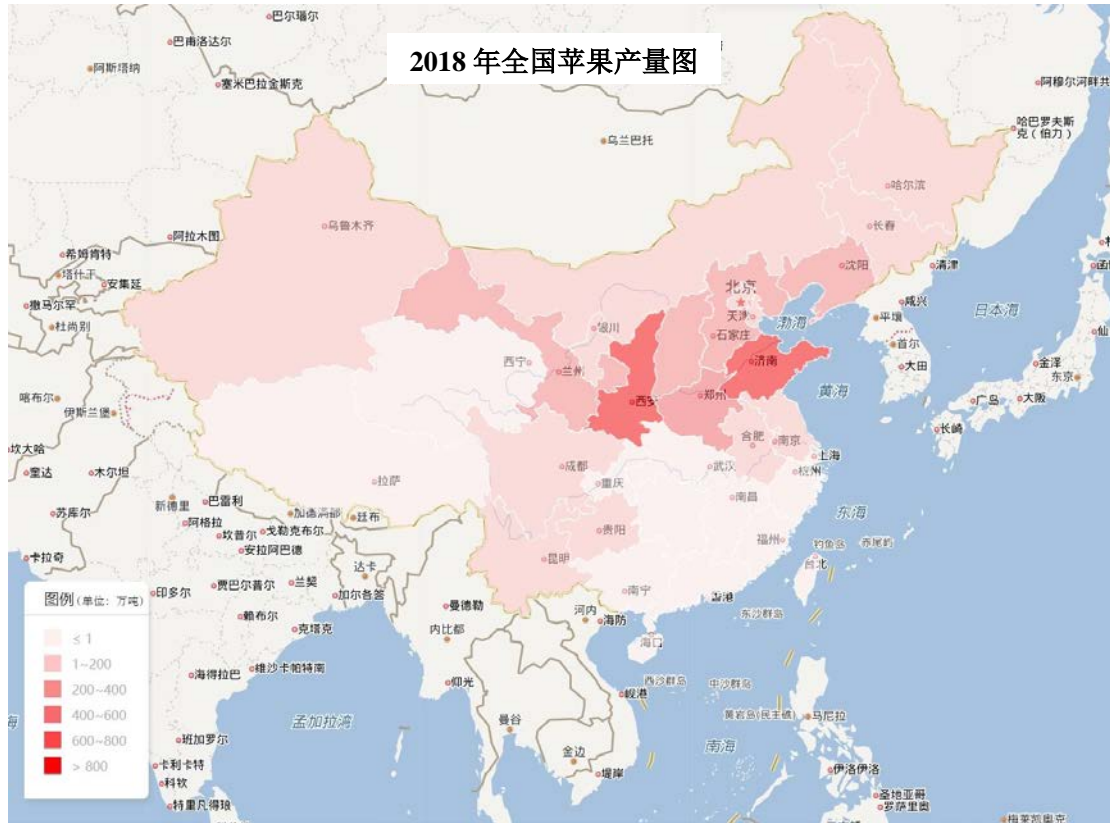 2018 年全国苹果产量图
巴尔瑙尔
巴甫洛达尔
阿斯塔纳
塞米巴拉金斯克
阿穆尔河畔共
哈巴罗夫斯
克（伯力）
乌兰巴托
哈尔滨
长春
乌鲁木齐
阿拉木图
希姆肯特
塔什干
安集延
撒马尔罕
杜尚别
沈阳
清津
咸兴
日本海
北京
天津
渤海
平壤
首尔
大田
仙
金泽
东京
银川
石家庄
西宁
兰州
济南
黄海
喀布尔
伊斯兰堡
西安
郑州
广岛
大阪
长崎
坎大哈
奎达
木尔坦
合肥
南京
上海
成都
武汉
杭州
重庆
拉萨
南昌
新德里
巴雷利
苏库尔
阿格拉
加德满都
廷布
东海
坎普尔
戈勒克布尔
贵阳
福州
钓鱼岛
赤尾屿
安拉阿巴德
卡拉奇
昆明
台北
达卡
图例(单位：万吨)
≤ 1
1~200
200~400
400~600
600~800
> 800
印多尔
贾巴尔普尔
兰契
加尔各答
南宁
香港
曼德勒
河内
海防
东沙群岛
赖布尔
克塔克
内比都
海口
海得拉巴
维沙卡帕特南
仰光
岘港
西沙群岛
中沙群岛
黄岩岛(民主礁)
马尼拉
海
孟加拉湾
曼谷
班加罗尔
南海
金边
卡利卡特
堤岸
伊洛伊洛
科钦
圣地亚哥
特里凡得琅
罗萨里奥
梅莱凯奥克